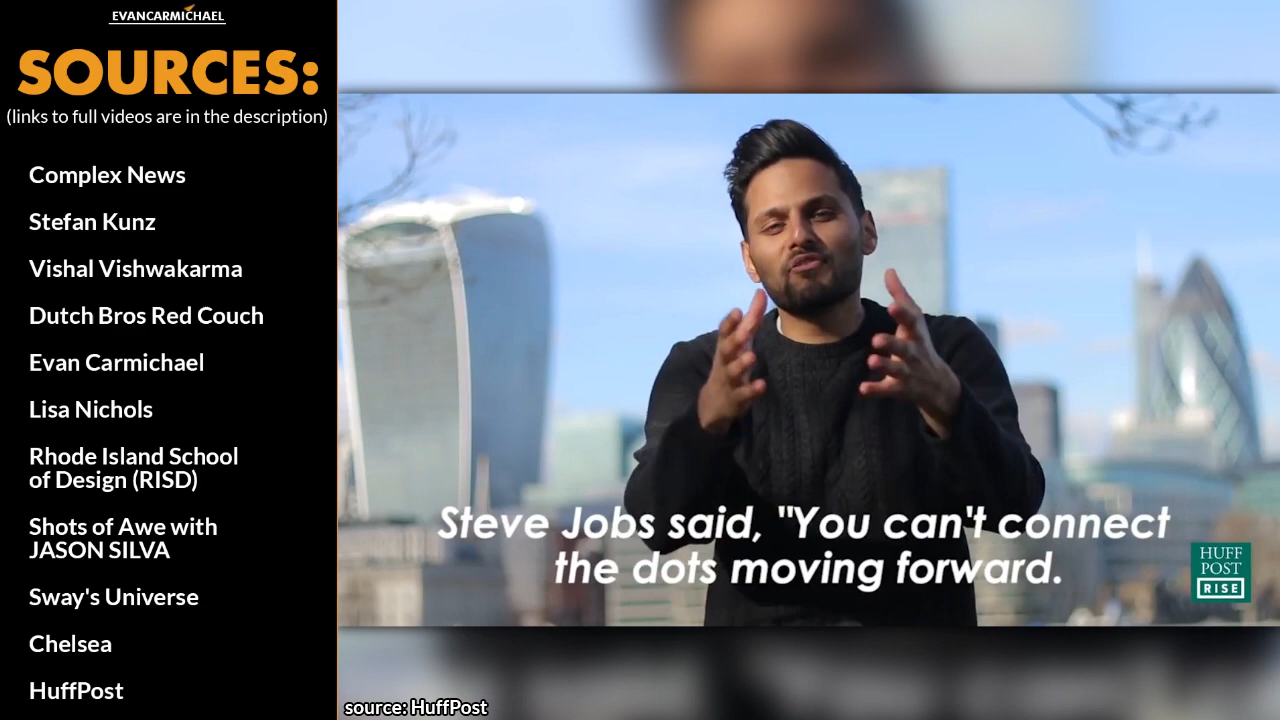 EVANCARMICHAEL
SOURCES:
(links to full videos are in the description)
Complex News
Stefan Kunz
Vishal Vishwakarma
Dutch Bros Red Couch
Evan Carmichael
Lisa Nichols
Rhode Island School
of Design (RISD)
Shots of Awe with
JASON SILVA
Sway's Universe
Chelsea
HuffPost
Steve Jobs said, "You can't connect
the dots moving forward.
HUFF
POST
RISE
source: HuffPost